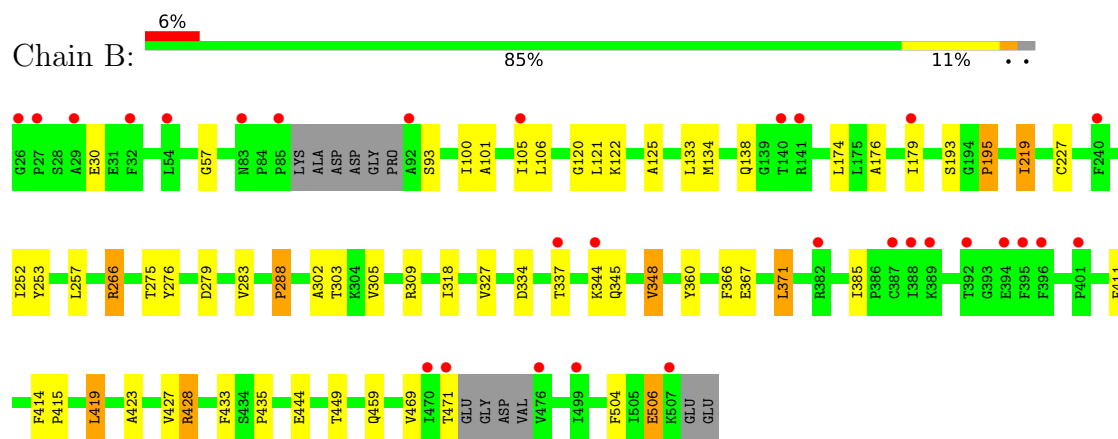 6%
Chain B:
85% 11% • •
G26 P27 S28 A29 E30 E31 F32 L54 G57 N83 P84 P85 LYS ALA ASP ASP GLY PRO A92 S93 I100 A101 I105 L106 G120 L121 K122 A125 L133 M134 Q138 G139 T140 R141 L174 L175 A176 I179 S193 G194 P195 I219 C227 F240
I252 Y253 L257 R266 T275 Y276 D279 V283 P288 A302 T303 K304 V305 R309 I318 V327 D334 T337 K344 Q345 V348 Y360 F366 E367 L371 R382 I385 P386 C387 I388 K389 T392 G393 E394 F395 F396 P401
F414 P415 L419 A423 V427 R428 F433 S434 P435 E444 T449 Q459 V469 I470 T471 GLU GLY ASP VAL V476 I499 F504 I505 E506 K507 GLU GLU